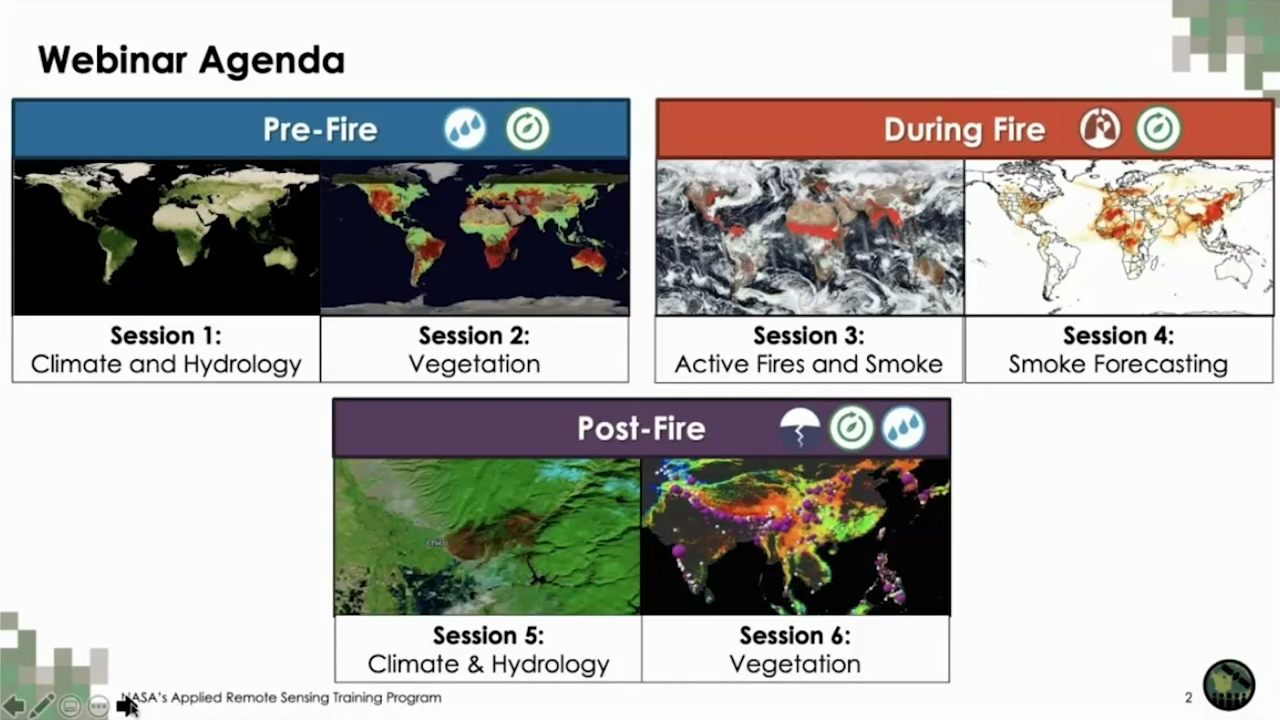 Webinar Agenda
Pre-Fire
During Fire
Session 1:
Climate and Hydrology
Session 2:
Vegetation
Session 3:
Active Fires and Smoke
Session 4:
Smoke Forecasting
Post-Fire
Chico
Session 5:
Climate & Hydrology
Session 6:
Vegetation
NASA's Applied Remote Sensing Training Program
2